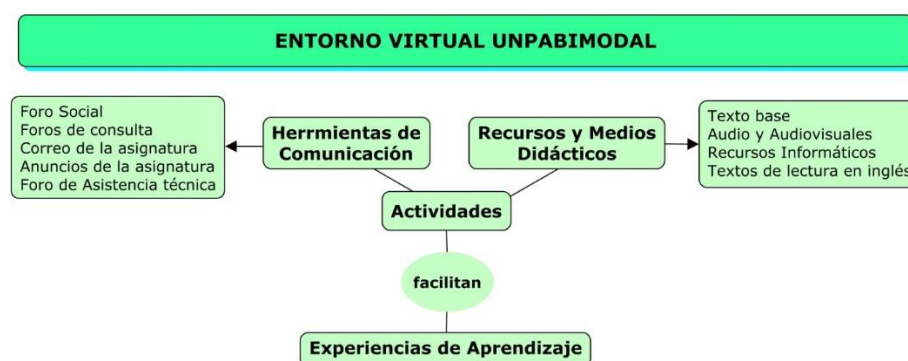 ENTORNO VIRTUAL UNPABIMODAL
Foro Social
Foros de consulta
Correo de la asignatura
Anuncios de la asignatura
Foro de Asistencia técnica
Herrmientas de
Comunicación
Recursos y Medios
Didácticos
Texto base
Audio y Audiovisuales
Recursos Informáticos
Textos de lectura en inglés
Actividades
facilitan
Experiencias de Aprendizaje